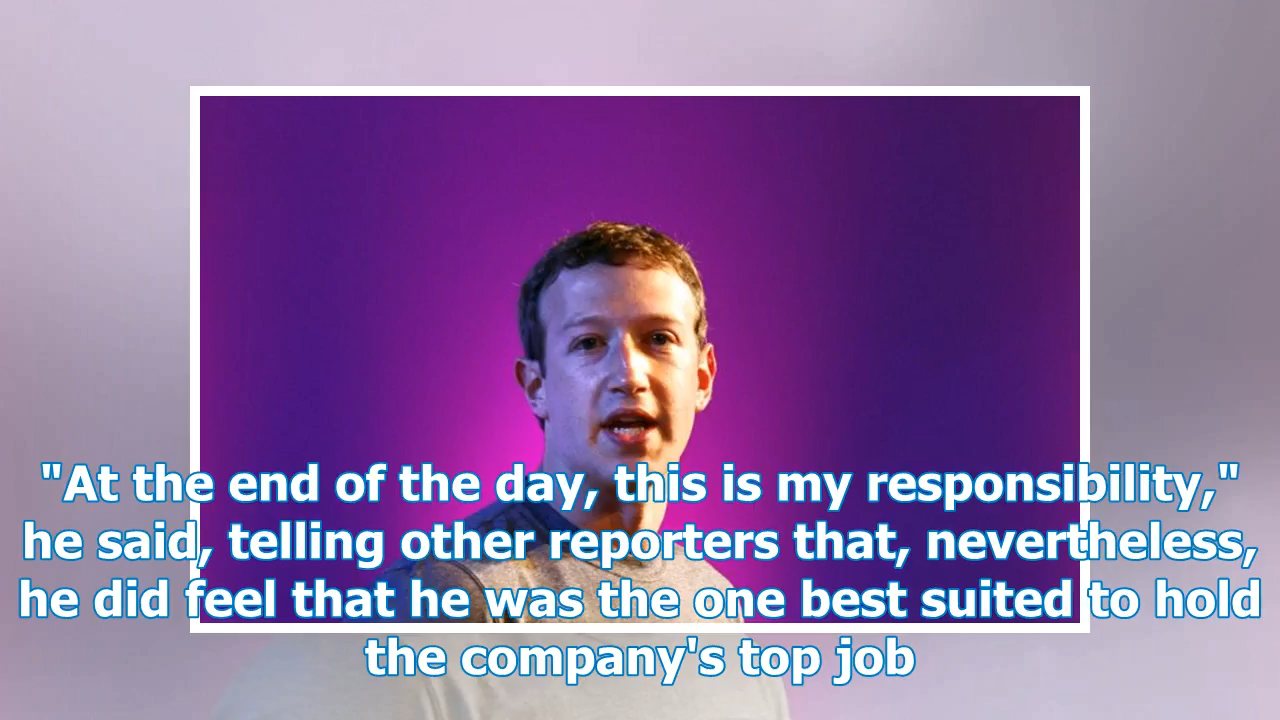 "At the end of the day, this is my responsibility,"
he said, telling other reporters that, nevertheless,
he did feel that he was the one best suited to hold
the company's top job